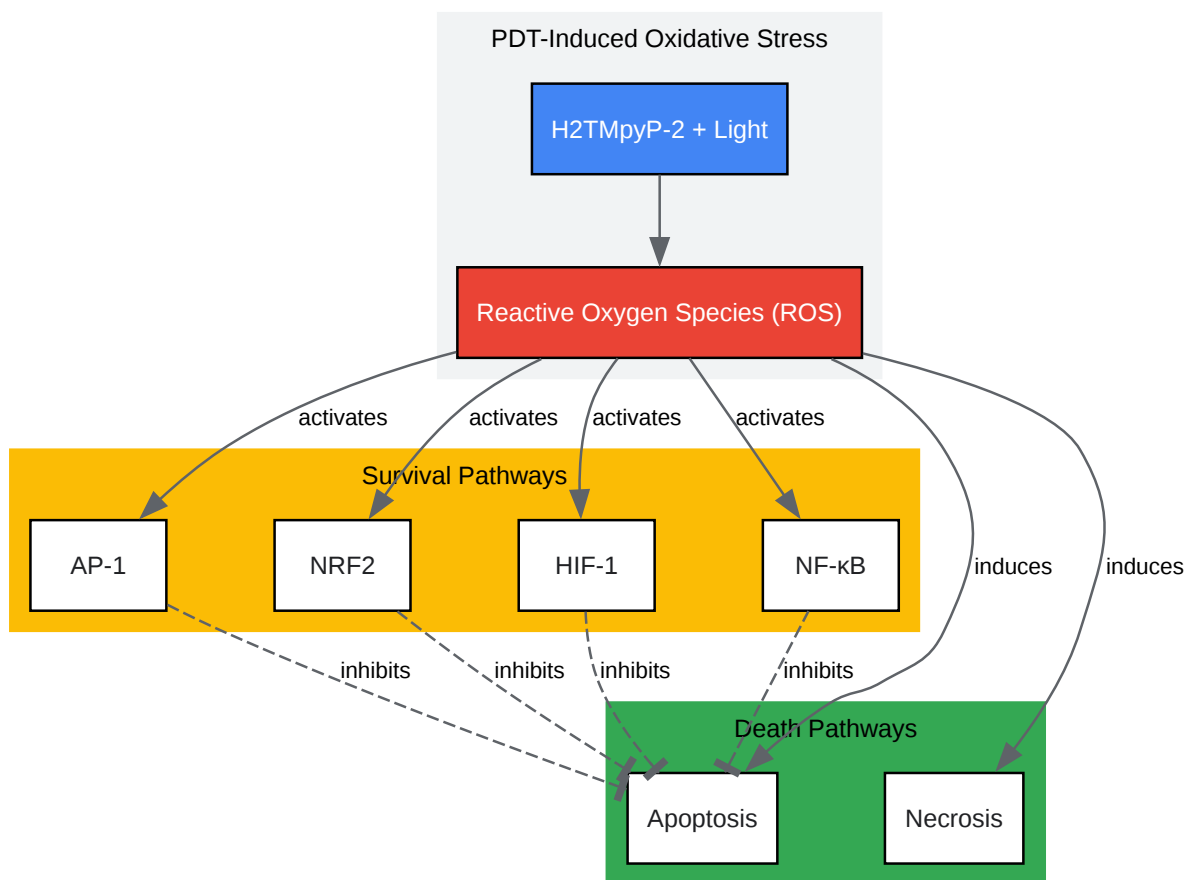 PDT-Induced Oxidative Stress
H2TMpyP-2 + Light
Reactive Oxygen Species (ROS)
activates
activates
activates
activates
Survival Pathways
AP-1
NRF2
HIF-1
NF-κB
induces
induces
inhibits
inhibits
inhibits
inhibits
Death Pathways
Apoptosis
Necrosis